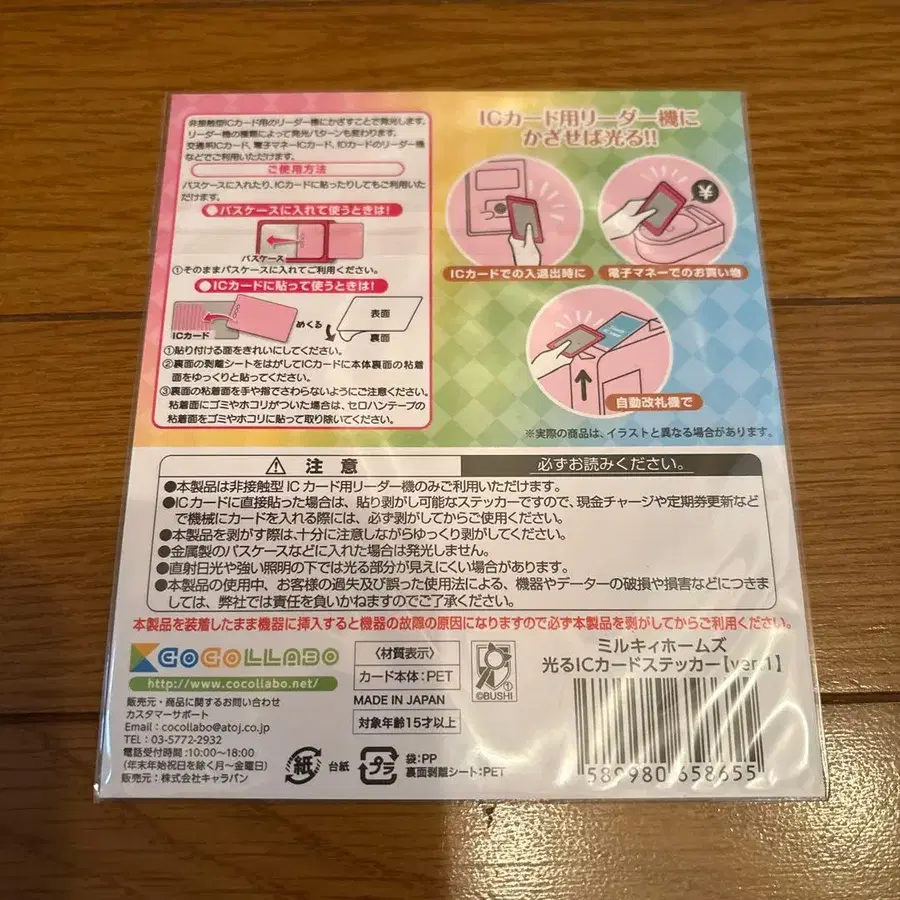 非接触型ICカード用のリーダー機にかざすことで発光します。
リーダー機の種類によって発光パターンも変わります。
交通系ICカード、電子マネーICカード、IDカードのリーダー機
などでご利用いただけます。
ご使用方法
パスケースに入れたり、ICカードに貼ったりしてもご利用いた
だけます。
●パスケースに入れて使うときは!
パスケース
①そのままパスケースに入れてご利用ください。
●ICカードに貼って使うときは!
ICカード
めくる
表面
裏面
①貼り付ける面をきれいにしてください。
②裏面の剥離シートをはがしてICカードに本体裏面の粘着
面をゆっくりと貼ってください。
③裏面の粘着面を手や指でさわらないようにご注意ください。
粘着面にゴミやホコリがついた場合は、セロハンテープの
粘着面をゴミやホコリに貼って取り除いてください。
ICカード用リーダー機に
かざせば光る!!
ICカードでの入退出時に
¥
電子マネーでのお買い物
自動改札機で
※実際の商品は、イラストと異なる場合があります。
⚠ 注意
必ずお読みください。
●本製品は非接触型 IC カード用リーダー機のみご利用いただけます。
●ICカードに直接貼った場合は、貼り剥がし可能なステッカーですので、現金チャージや定期券更新など
で機械にカードを入れる際には、必ず剥がしてからご使用ください。
●本製品を剥がす際は、十分に注意しながらゆっくり剥がしてください。
●金属製のパスケースなどに入れた場合は発光しません。
●直射日光や強い照明の下では光る部分が見えにくい場合があります。
●本製品の使用中、お客様の過失及び誤った使用法による、機器やデーターの破損や損害などにつきま
しては、弊社では責任を負いかねますのでご了承ください。
本製品を装着したまま機器に挿入すると機器の故障の原因になりますので必ず本製品を剥がしてからご利用ください。
COCOLLABO
http://www.cocollabo.net/
販売元・商品に関するお問い合わせ
カスタマーサポート
Email : cocollabo@atoj.co.jp
TEL : 03-5772-2932
電話受付時間 :10:00〜18:00
(年末年始祝日を除く月〜金曜日)
販売元 : 株式会社キャラバン
〈材質表示〉
カード本体:PET
MADE IN JAPAN
対象年齢15才以上
紙
台紙
プラ
袋:PP
裏面剥離シート:PET
①
©BUSHI
ミルキィホームズ
光るICカードステッカー【ver.1】
589980 658655